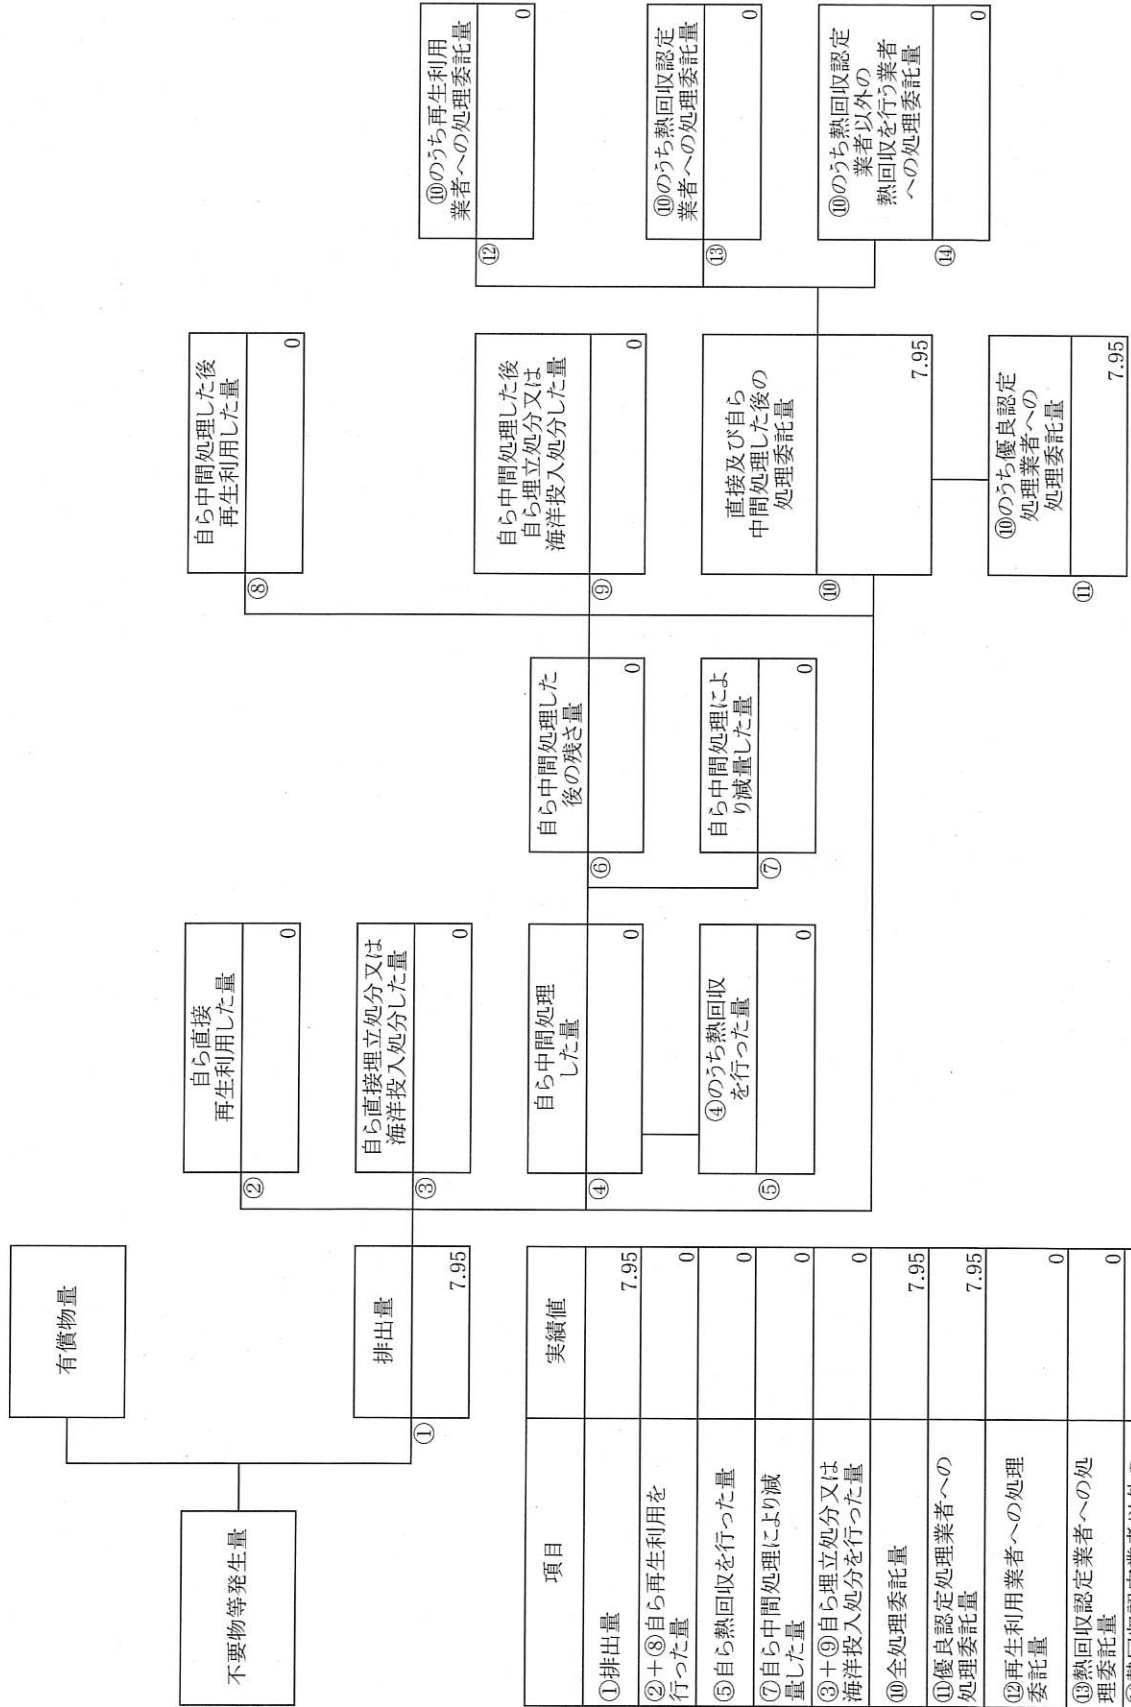 不要物等発生量
有償物量
①
排出量
7.95
②
自ら直接
再生利用した量
0
③
自ら直接埋立処分又は
海洋投入処分した量
0
④
自ら中間処理
した量
0
⑤
④のうち熱回収
を行った量
0
⑥
自ら中間処理した
後の残さ量
0
⑦
自ら中間処理によ
り減量した量
0
⑧
自ら中間処理した後
再生利用した量
0
⑨
自ら中間処理した後
自ら埋立処分又は
海洋投入処分した量
0
⑩
直接及び自ら
中間処理した後の
処理委託量
7.95
⑪
⑩のうち優良認定
処理業者への
処理委託量
7.95
⑫
⑩のうち再生利用
業者への処理委託量
0
⑬
⑩のうち熱回収認定
業者への処理委託量
0
⑭
⑩のうち熱回収認定
業者以外の
熱回収を行う業者
への処理委託量
0
項目
実績値
①排出量
7.95
②+⑧自ら再生利用を
行った量
0
⑤自ら熱回収を行った量
0
⑦自ら中間処理により減
量した量
0
③+⑨自ら埋立処分又は
海洋投入処分を行った量
0
⑩全処理委託量
7.95
⑪優良認定処理業者への
処理委託量
7.95
⑫再生利用業者への処理
委託量
0
⑬熱回収認定業者への処
理委託量
0